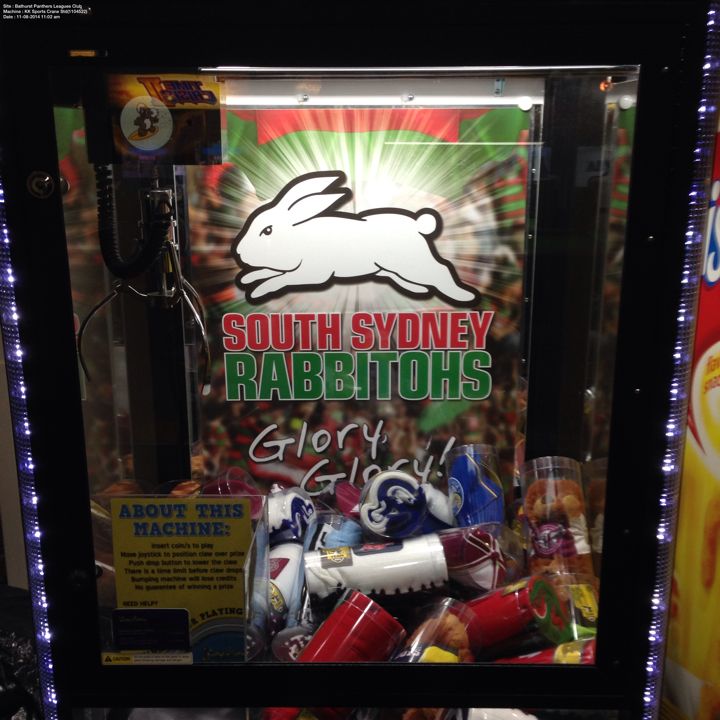 Site : Bathurst Panthers Leagues Club
Machine : KK Sports Crane Std(1104522)
Date : 11-08-2014 11:02 am
SOUTH SYDNEY
RABBITOHS
Glory,
Glory!
ABOUT THIS
MACHINE:
Insert coin/s to play
Move joystick to position claw over prize
Push drop button to lower the claw
There is a time limit before claw drops
Bumping machine will lose credits
No guarantee of winning a prize
NEED HELP?
PLAYING
CAUTION